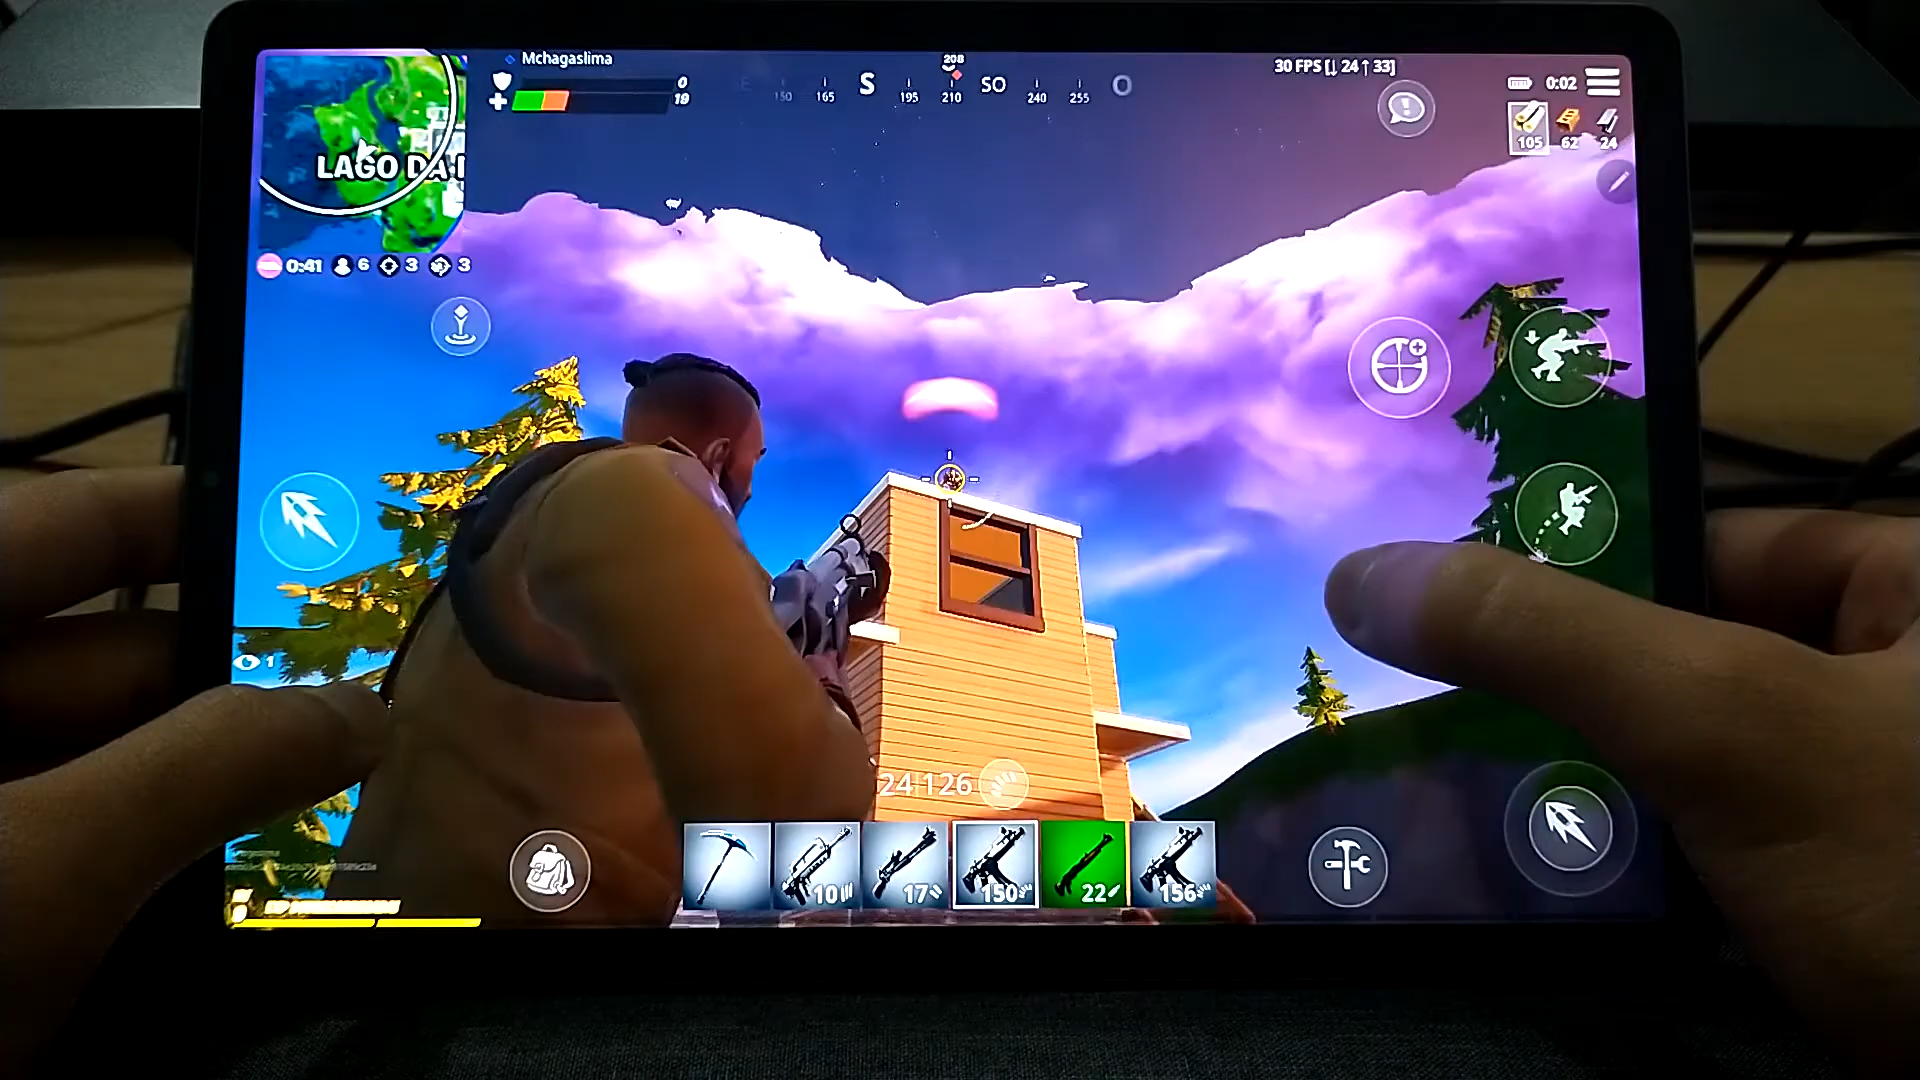 Mchagaslima
0
19
150 165 S 195 210 SO 240 255 O
208
30 FPS [↓ 24 ↑ 33]
0:02
105 62 24
LAGO DA
0:41 6 3 3
1
24|126
10 17 150 22 156